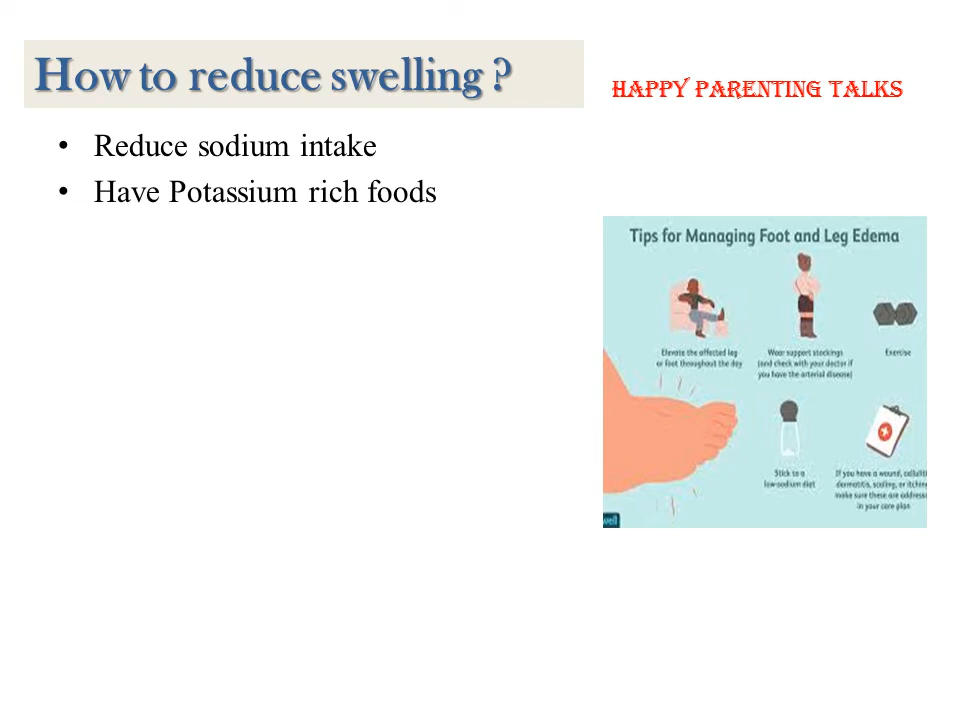 How to reduce swelling ?
HAPPY PARENTING TALKS
• Reduce sodium intake
• Have Potassium rich foods
Tips for Managing Foot and Leg Edema
Elevate the affected leg
or foot throughout the day
Wear support stockings
(and check with your doctor if
you have the arterial disease)
Exercise
Stick to a
low-sodium diet
If you have a wound, celluliti
dermatitis, scaling, or itching
make sure these are addresse
in your care plan
well